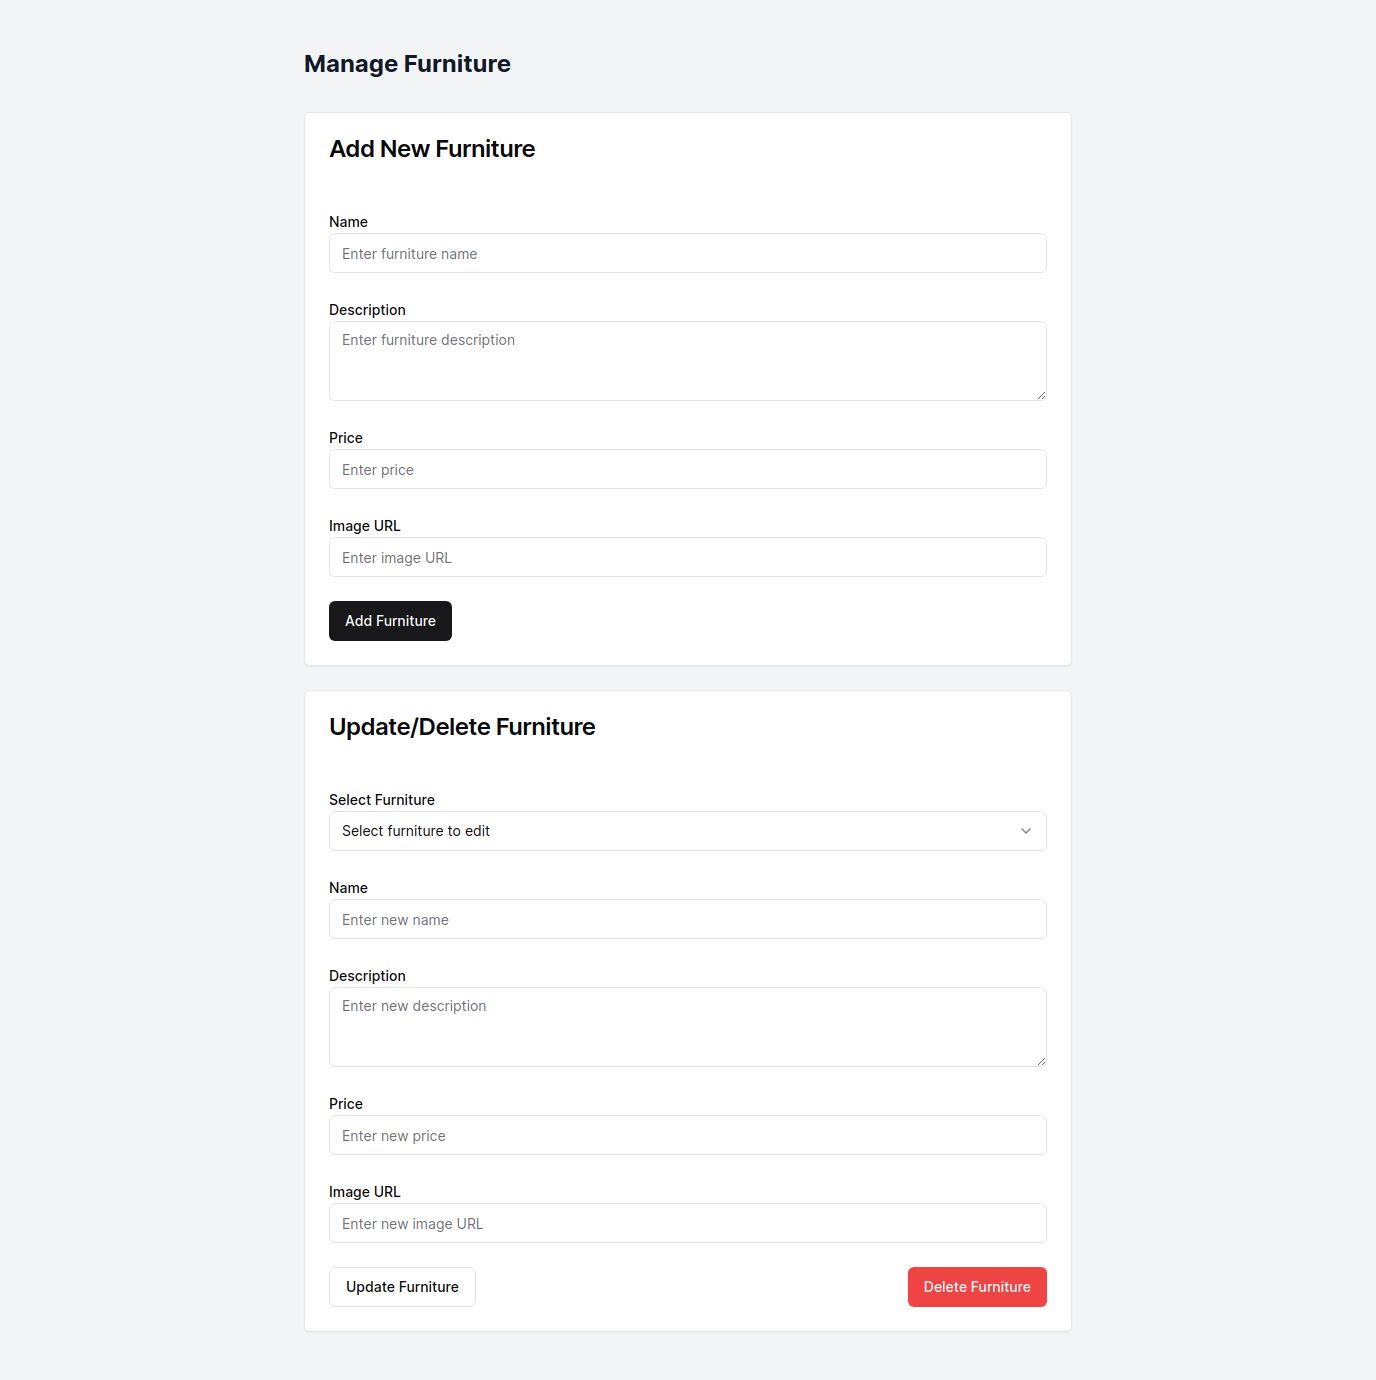 Manage Furniture
Add New Furniture
Name
Enter furniture name
Description
Enter furniture description
Price
Enter price
Image URL
Enter image URL
Add Furniture
Update/Delete Furniture
Select Furniture
Select furniture to edit
Name
Enter new name
Description
Enter new description
Price
Enter new price
Image URL
Enter new image URL
Update Furniture
Delete Furniture